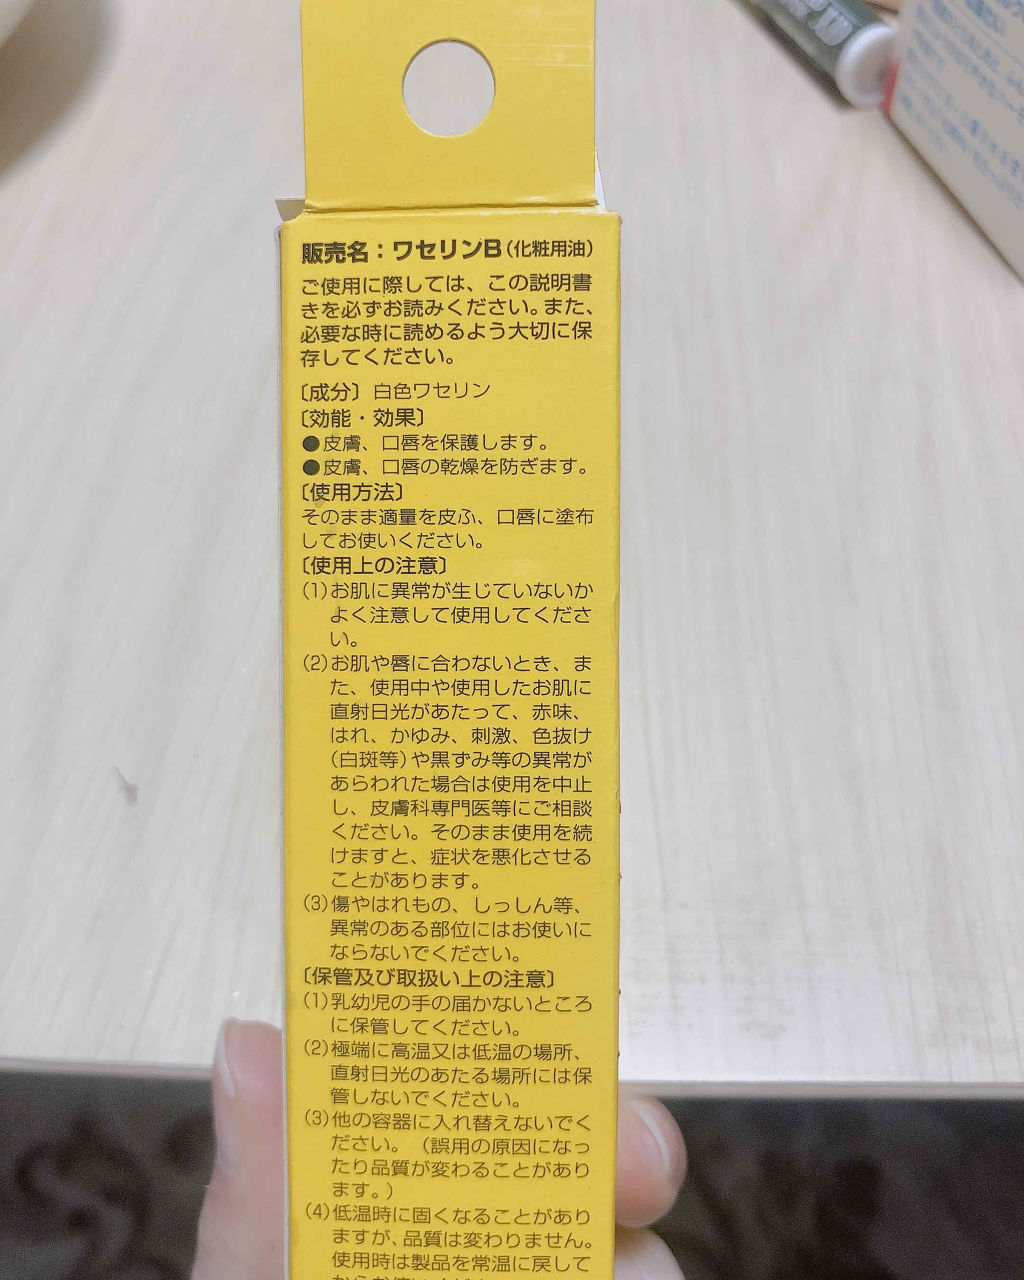 販売名：ワセリンB（化粧用油）
ご使用に際しては、この説明書
きを必ずお読みください。また、
必要な時に読めるよう大切に保
存してください。
〔成分〕白色ワセリン
〔効能・効果〕
●皮膚、口唇を保護します。
●皮膚、口唇の乾燥を防ぎます。
〔使用方法〕
そのまま適量を皮ふ、口唇に塗布
してお使いください。
〔使用上の注意〕
（1）お肌に異常が生じていないか
よく注意して使用してくださ
い。
（2）お肌や唇に合わないとき、ま
た、使用中や使用したお肌に
直射日光があたって、赤味、
はれ、かゆみ、刺激、色抜け
（白斑等）や黒ずみ等の異常が
あらわれた場合は使用を中止
し、皮膚科専門医等にご相談
ください。そのまま使用を続
けますと、症状を悪化させる
ことがあります。
（3）傷やはれもの、しっしん等、
異常のある部位にはお使いに
ならないでください。
〔保管及び取扱い上の注意〕
（1）乳幼児の手の届かないところ
に保管してください。
（2）極端に高温又は低温の場所、
直射日光のあたる場所には保
管しないでください。
（3）他の容器に入れ替えないでく
ださい。（誤用の原因になっ
たり品質が変わることがあり
ます。）
（4）低温時に固くなることがあり
ますが、品質は変わりません。
使用時は製品を常温に戻して